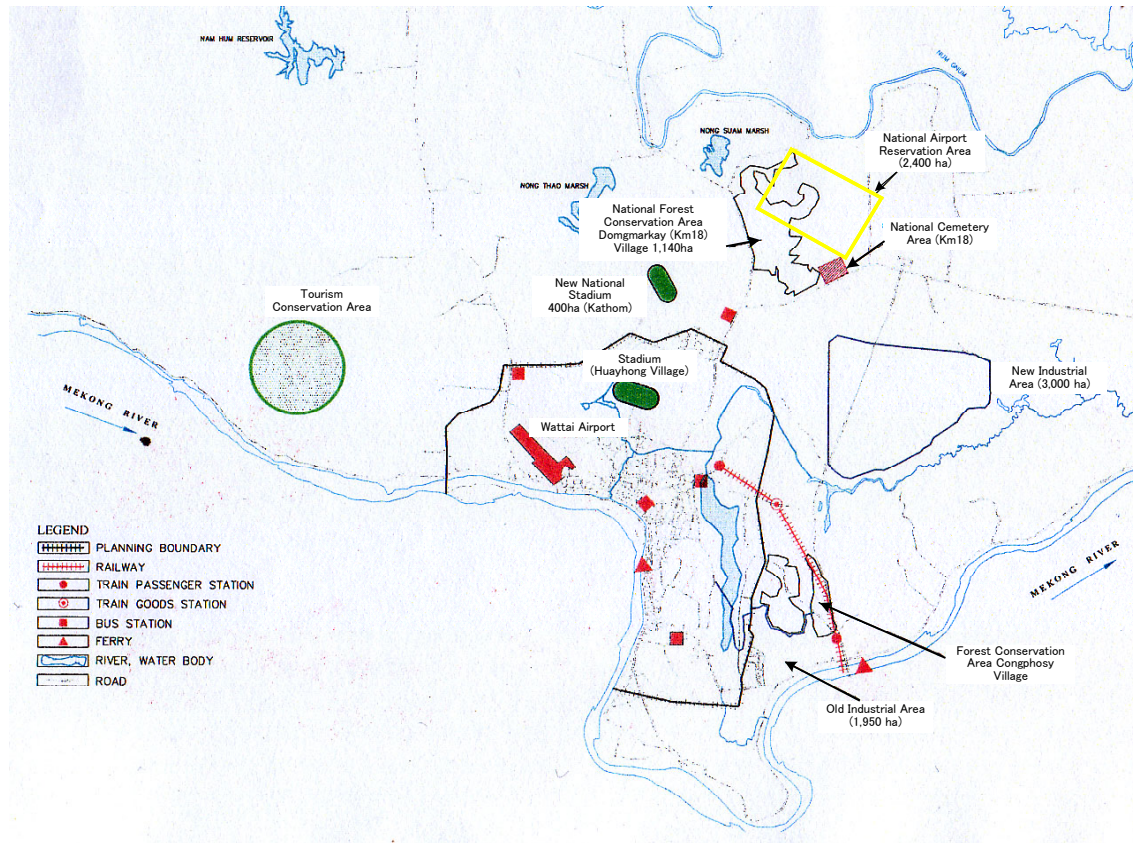 NAM HUM RESERVOIR
NUM GNUM
NONG SUAM MARSH
National Airport
Reservation Area
(2,400 ha)
NONG THAO MARSH
National Forest
Conservation Area
Domgmarkay (Km18)
Village 1,140ha
National Cemetery
Area (Km18)
New National
Stadium
400ha (Kathom)
Tourism
Conservation Area
Stadium
(Huayhong Village)
New Industrial
Area (3,000 ha)
MEKONG RIVER
Wattai Airport
LEGEND
PLANNING BOUNDARY
RAILWAY
TRAIN PASSENGER STATION
TRAIN GOODS STATION
BUS STATION
FERRY
RIVER, WATER BODY
ROAD
MEKONG RIVER
Forest Conservation
Area Congphosy
Village
Old Industrial Area
(1,950 ha)